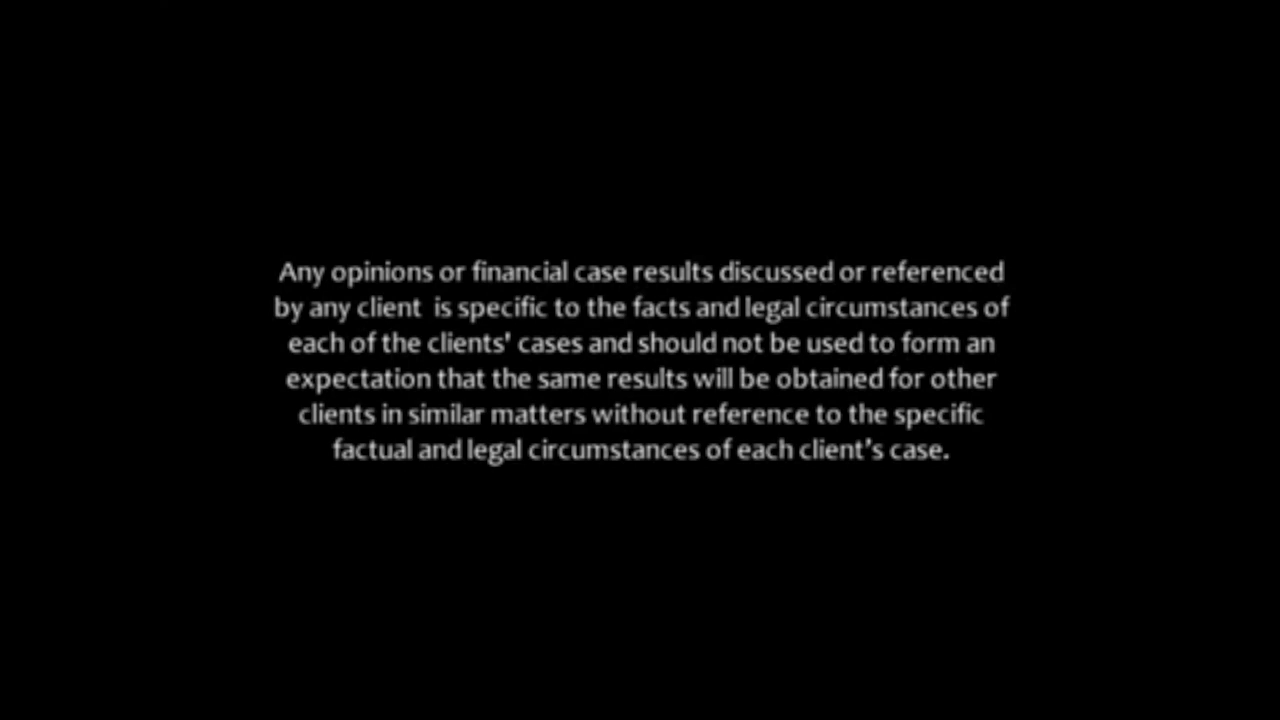 Any opinions or financial case results discussed or referenced
by any client  is specific to the facts and legal circumstances of
each of the clients' cases and should not be used to form an
expectation that the same results will be obtained for other
clients in similar matters without reference to the specific
factual and legal circumstances of each client’s case.